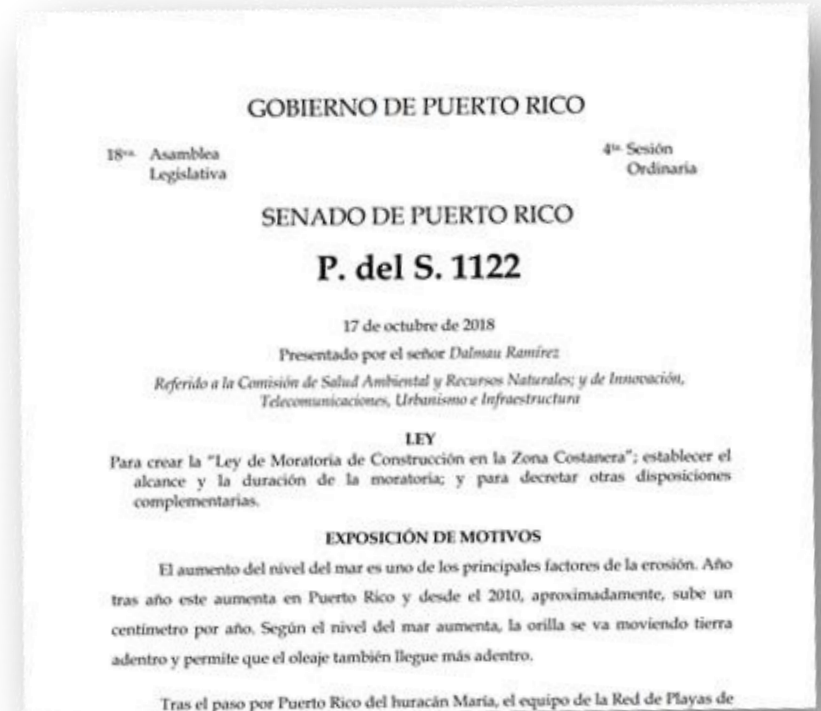 GOBIERNO DE PUERTO RICO
18va. Asamblea
Legislativa
4ta. Sesión
Ordinaria
SENADO DE PUERTO RICO
P. del S. 1122
17 de octubre de 2018
Presentado por el señor Dalmau Ramírez
Referido a la Comisión de Salud Ambiental y Recursos Naturales; y de Innovación,
Telecomunicaciones, Urbanismo e Infraestructura
LEY
Para crear la "Ley de Moratoria de Construcción en la Zona Costanera"; establecer el
alcance y la duración de la moratoria; y para decretar otras disposiciones
complementarias.
EXPOSICIÓN DE MOTIVOS
El aumento del nivel del mar es uno de los principales factores de la erosión. Año
tras año este aumenta en Puerto Rico y desde el 2010, aproximadamente, sube un
centímetro por año. Según el nivel del mar aumenta, la orilla se va moviendo tierra
adentro y permite que el oleaje también llegue más adentro.
Tras el paso por Puerto Rico del huracán María, el equipo de la Red de Playas de